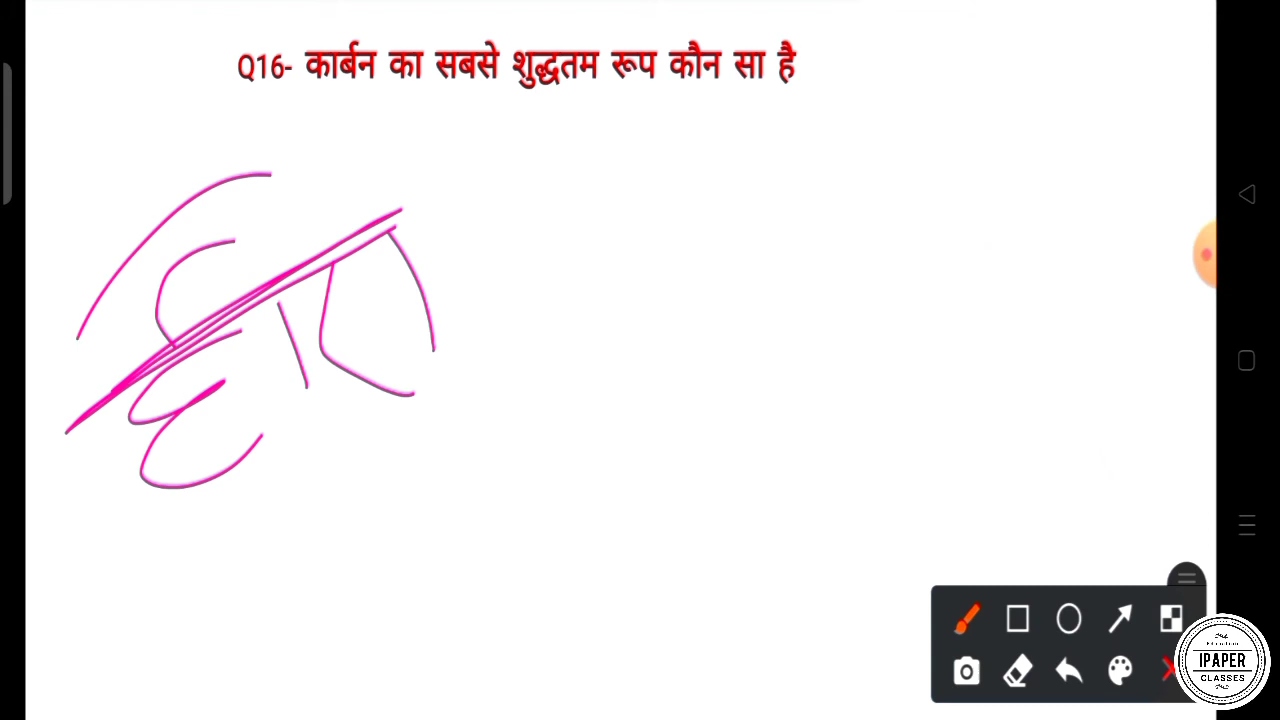 Q16- कार्बन का सबसे शुद्धतम रूप कौन सा है
IPAPER
CLASSES